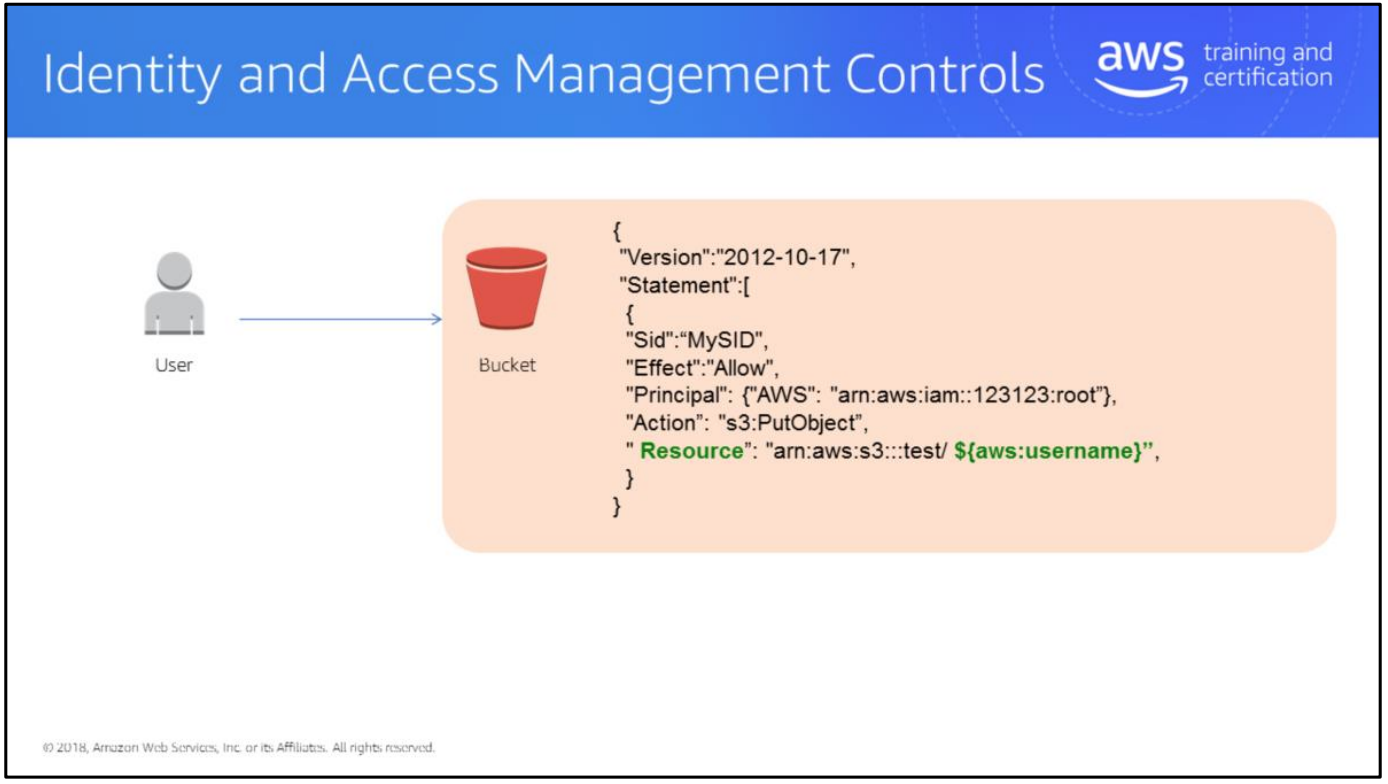 Identity and Access Management Controls
aws training and
certification
{
"Version":"2012-10-17",
"Statement":[
{
"Sid":“MySID”,
"Effect":"Allow",
"Principal": {"AWS": "arn:aws:iam::123123:root”},
"Action”: "s3:PutObject”,
" Resource”: "arn:aws:s3:::test/ ${aws:username}”,
}
}
User
Bucket
© 2018, Amazon Web Services, Inc. or its Affiliates. All rights reserved.